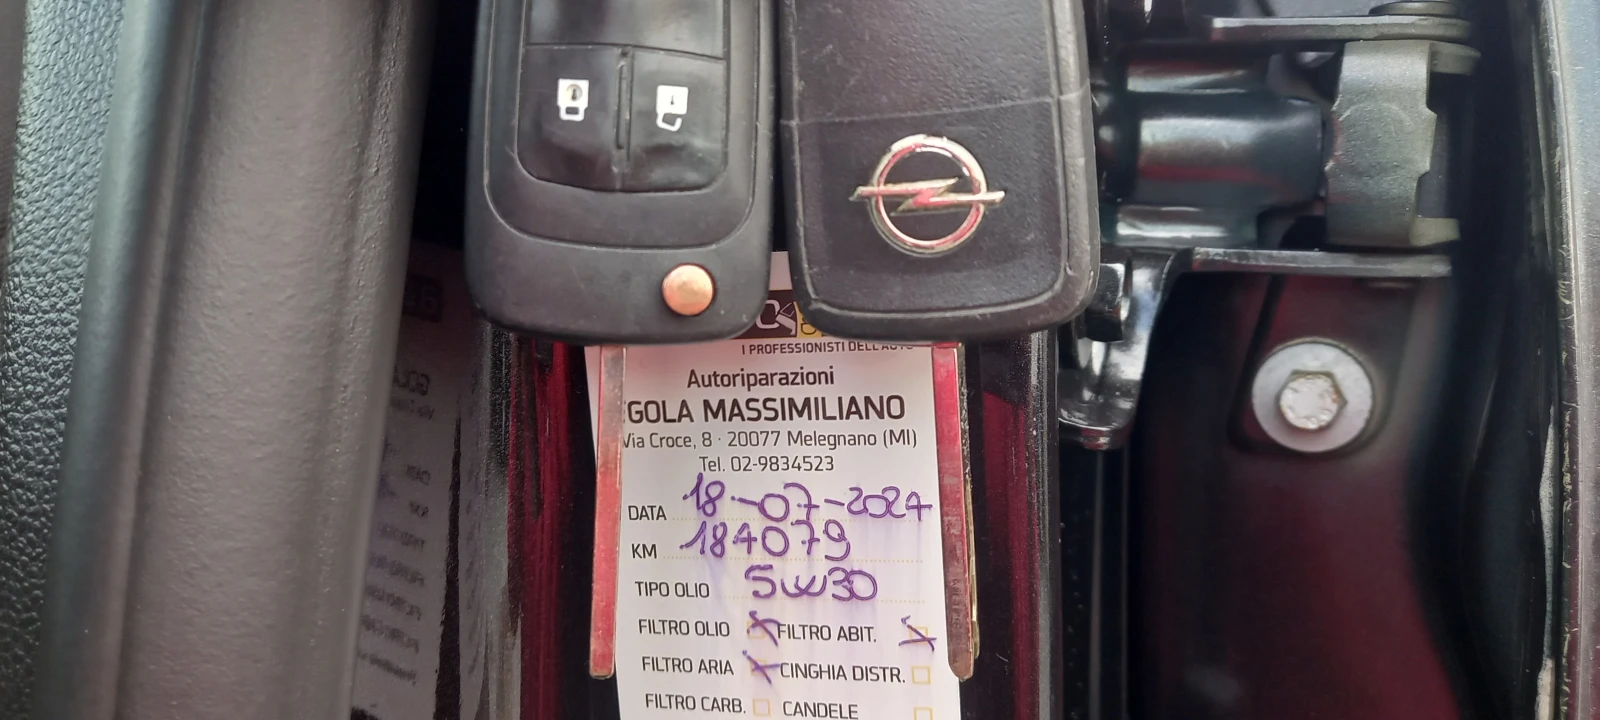 I PROFESSIONISTI DELL'AUTO
Autoriparazioni
GOLA MASSIMILIANO
Via Croce, 8 · 20077 Melegnano (MI)
Tel. 02-9834523
DATA 18-07-2024
KM 184079
TIPO OLIO 5W30
FILTRO OLIO FILTRO ABIT.
FILTRO ARIA CINGHIA DISTR.
FILTRO CARB. CANDELE